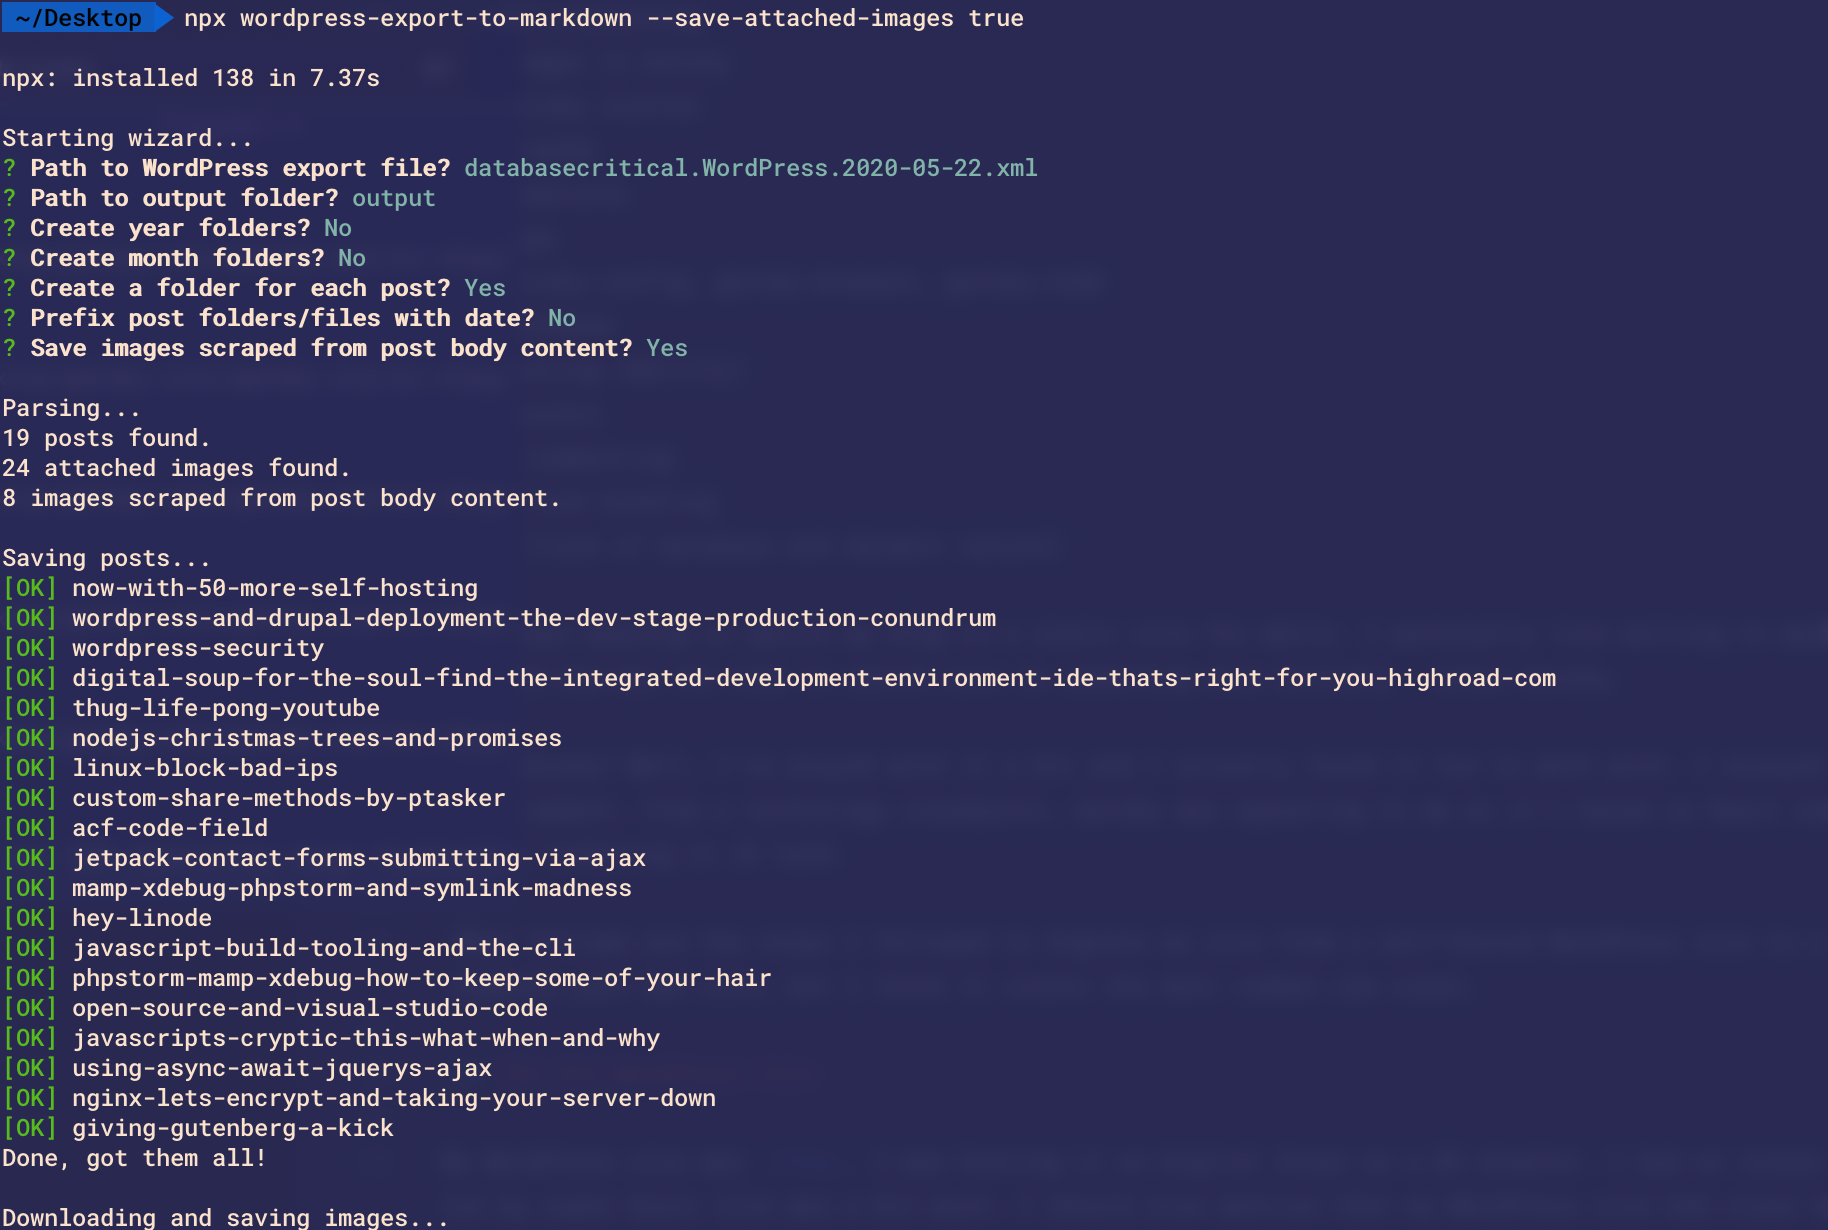 ~/Desktop npx wordpress-export-to-markdown --save-attached-images true
npx: installed 138 in 7.37s
Starting wizard...
? Path to WordPress export file? databasecritical.WordPress.2020-05-22.xml
? Path to output folder? output
? Create year folders? No
? Create month folders? No
? Create a folder for each post? Yes
? Prefix post folders/files with date? No
? Save images scraped from post body content? Yes
Parsing...
19 posts found.
24 attached images found.
8 images scraped from post body content.
Saving posts...
[OK] now-with-50-more-self-hosting
[OK] wordpress-and-drupal-deployment-the-dev-stage-production-conundrum
[OK] wordpress-security
[OK] digital-soup-for-the-soul-find-the-integrated-development-environment-ide-thats-right-for-you-highroad-com
[OK] thug-life-pong-youtube
[OK] nodejs-christmas-trees-and-promises
[OK] linux-block-bad-ips
[OK] custom-share-methods-by-ptasker
[OK] acf-code-field
[OK] jetpack-contact-forms-submitting-via-ajax
[OK] mamp-xdebug-phpstorm-and-symlink-madness
[OK] hey-linode
[OK] javascript-build-tooling-and-the-cli
[OK] phpstorm-mamp-xdebug-how-to-keep-some-of-your-hair
[OK] open-source-and-visual-studio-code
[OK] javascripts-cryptic-this-what-when-and-why
[OK] using-async-await-jquerys-ajax
[OK] nginx-lets-encrypt-and-taking-your-server-down
[OK] giving-gutenberg-a-kick
Done, got them all!
Downloading and saving images...